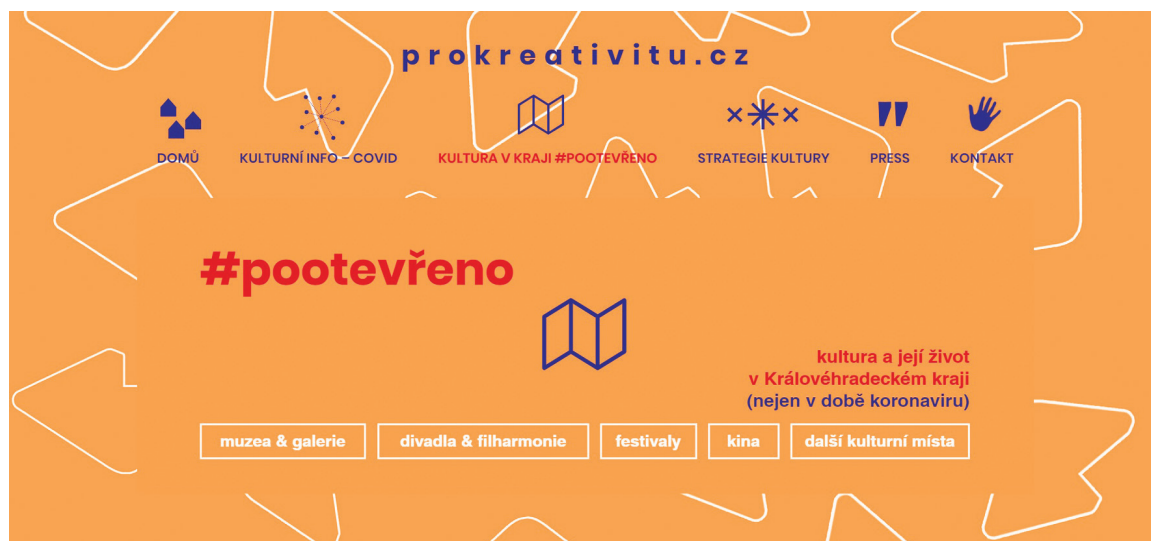 prokreativitu.cz
DOMŮ
KULTURNÍ INFO – COVID
KULTURA V KRAJI #POOTEVŘENO
STRATEGIE KULTURY
PRESS
KONTAKT
#pootevřeno
kultura a její život
v Královéhradeckém kraji
(nejen v době koronaviru)
muzea & galerie
divadla & filharmonie
festivaly
kina
další kulturní místa